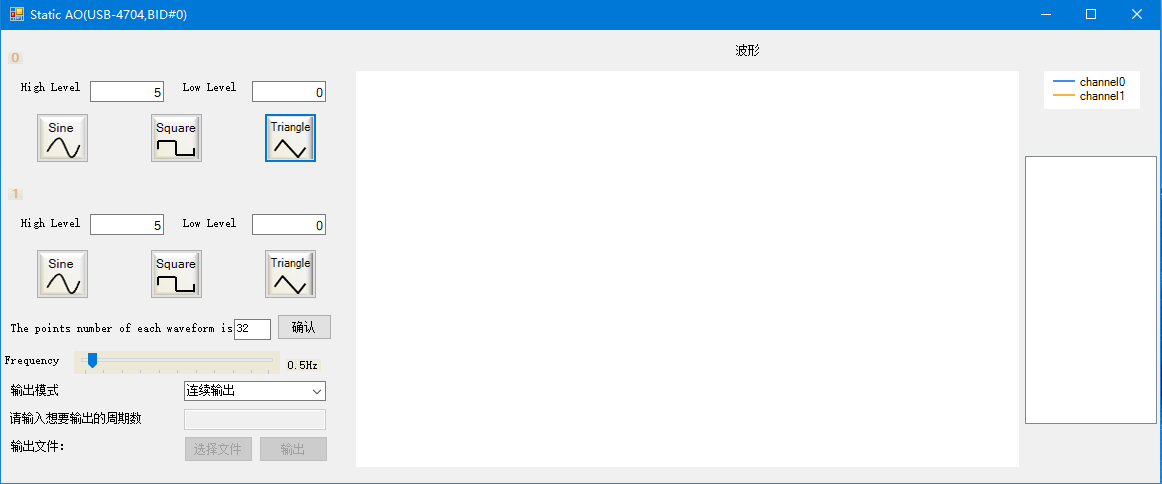 Static AO(USB-4704,BID#0)
0
High Level 5 Low Level 0
Sine Square Triangle
1
High Level 5 Low Level 0
Sine Square Triangle
The points number of each waveform is 32 确认
Frequency 0.5Hz
输出模式 连续输出
请输入想要输出的周期数
输出文件: 选择文件 输出
波形
channel0
channel1